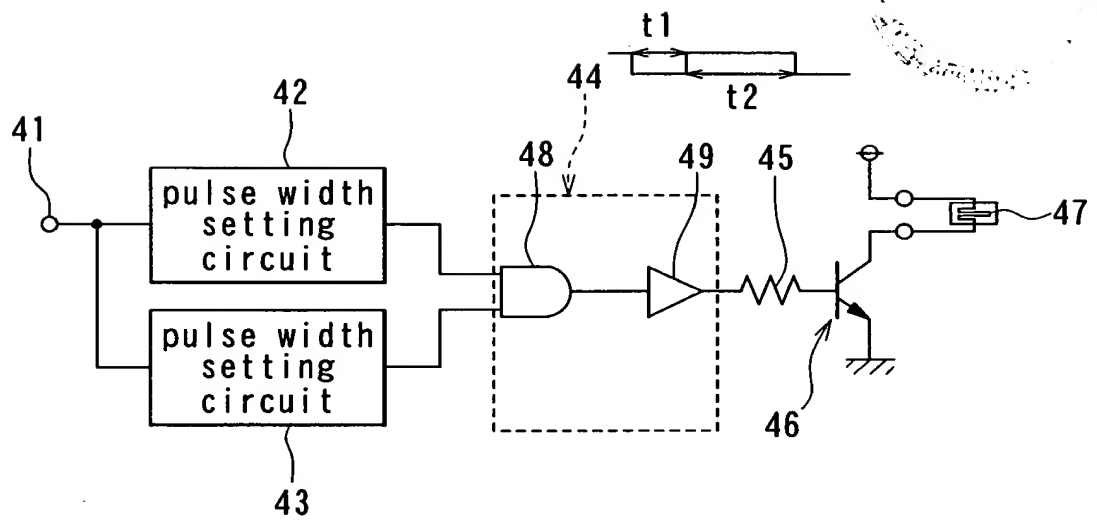 t1
t2
44
42
41
pulse width
setting
circuit
48
49
45
47
pulse width
setting
circuit
46
43